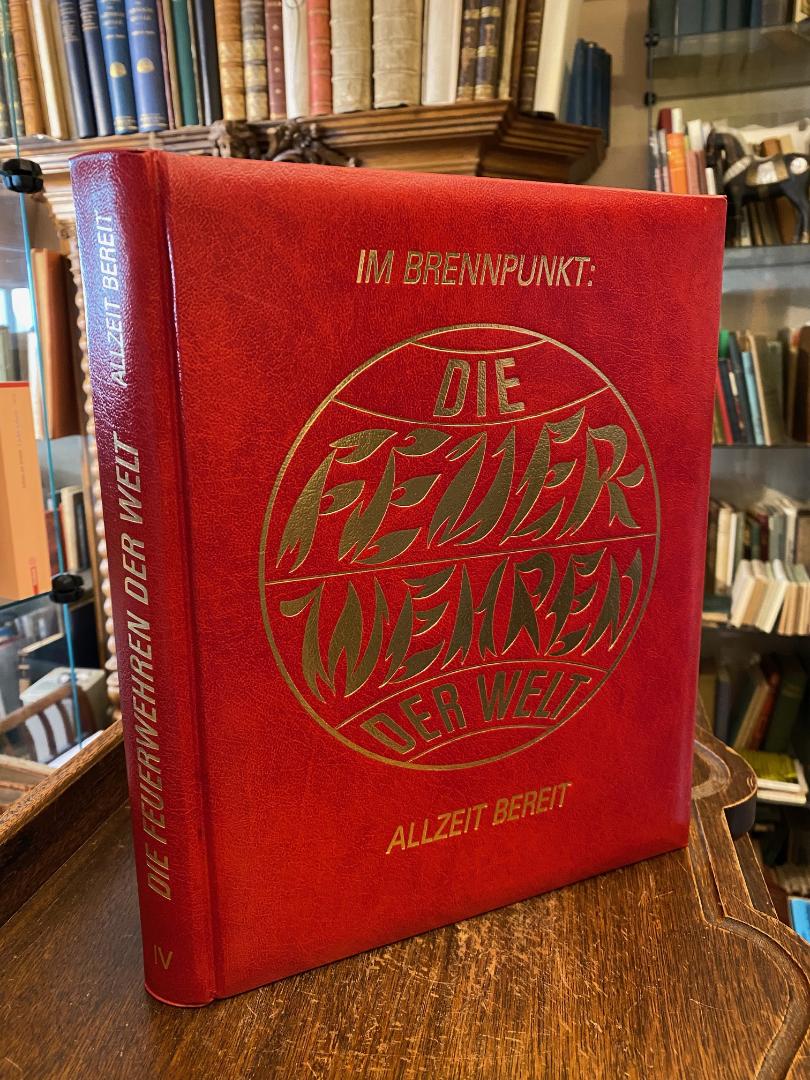 IM BRENNPUNKT:
DIE
FEUER
WEHREN
DER WELT
ALLZEIT BEREIT
DIE FEUERWEHREN DER WELT ALLZEIT BEREIT
IV